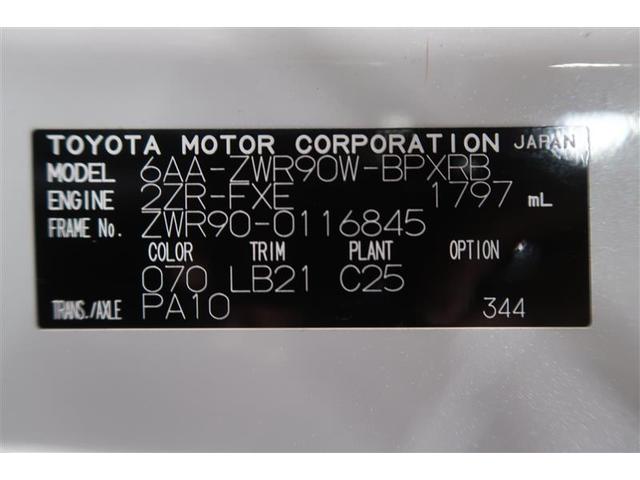 TOYOTA MOTOR CORPORATION JAPAN
MODEL 6AA-ZWR90W-BPXRB
ENGINE 2ZR-FXE 1797 mL
FRAME No. ZWR90-0116845
COLOR TRIM PLANT OPTION
070 LB21 C25
TRANS./AXLE PA10 344